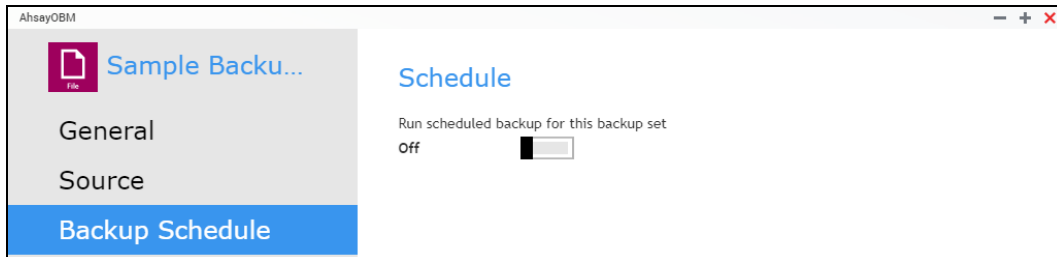 AhsayOBM
File
Sample Backu...
General
Source
Backup Schedule
Schedule
Run scheduled backup for this backup set
Off